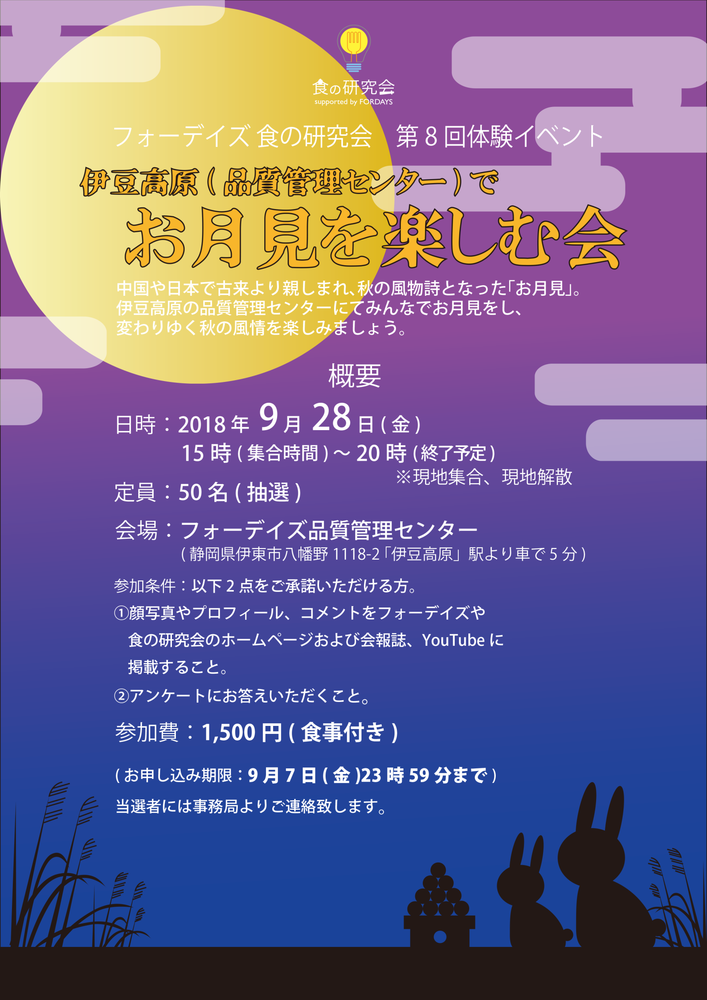 食の研究会
supported by FORDAYS
フォーデイズ 食の研究会　第 8 回体験イベント
伊豆高原 ( 品質管理センター ) で
お月見を楽しむ会
中国や日本で古来より親しまれ、秋の風物詩となった「お月見」。
伊豆高原の品質管理センターにてみんなでお月見をし、
変わりゆく秋の風情を楽しみましょう。
概要
日時：2018 年 9 月 28 日 ( 金 )
15 時 ( 集合時間 ) ～ 20 時 ( 終了予定 )
※現地集合、現地解散
定員：50 名 ( 抽選 )
会場：フォーデイズ品質管理センター
( 静岡県伊東市八幡野 1118-2「伊豆高原」駅より車で 5 分 )
参加条件：以下 2 点をご承諾いただける方。
①顔写真やプロフィール、コメントをフォーデイズや
食の研究会のホームページおよび会報誌、YouTube に
掲載すること。
②アンケートにお答えいただくこと。
参加費：1,500 円 ( 食事付き )
( お申し込み期限：9 月 7 日 ( 金 )23 時 59 分まで )
当選者には事務局よりご連絡致します。